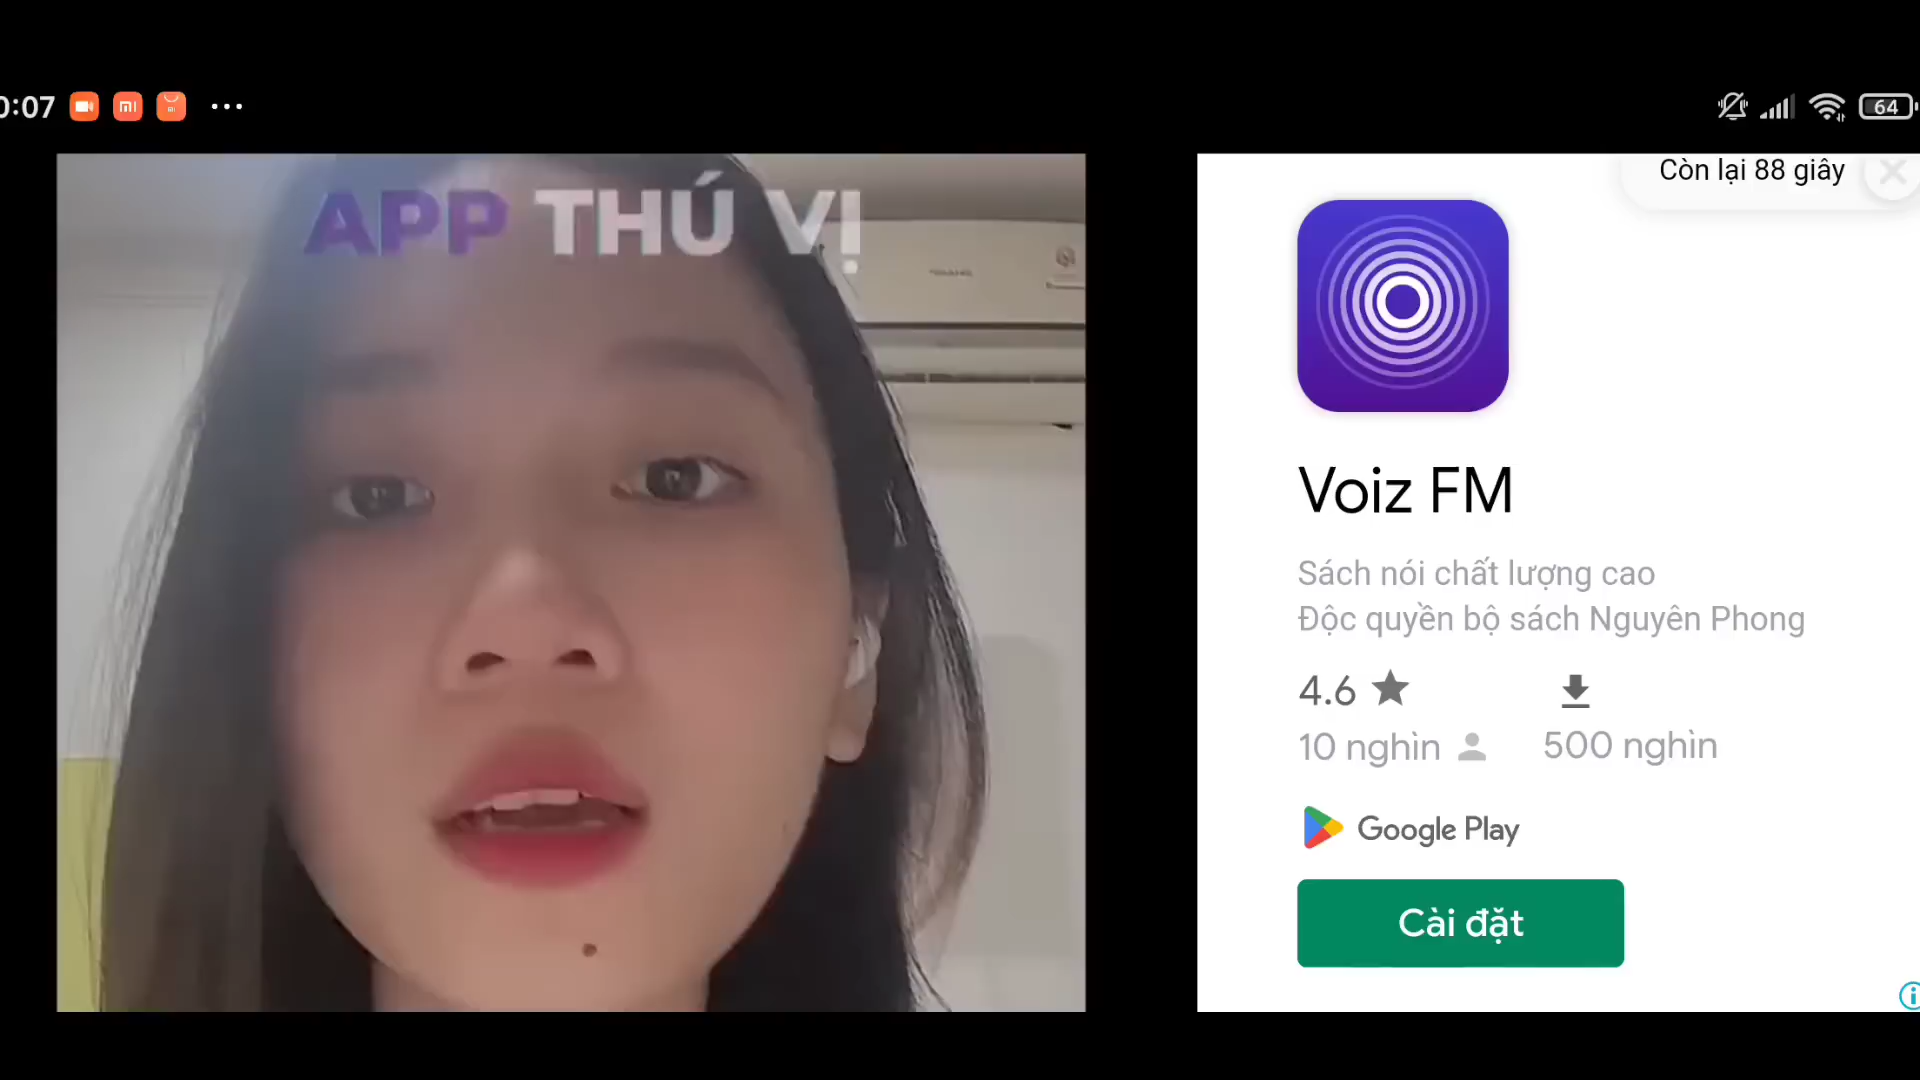 0:07
64
APP THÚ VỊ
Còn lại 88 giây
Voiz FM
Sách nói chất lượng cao
Độc quyền bộ sách Nguyên Phong
4.6
10 nghìn
500 nghìn
Google Play
Cài đặt